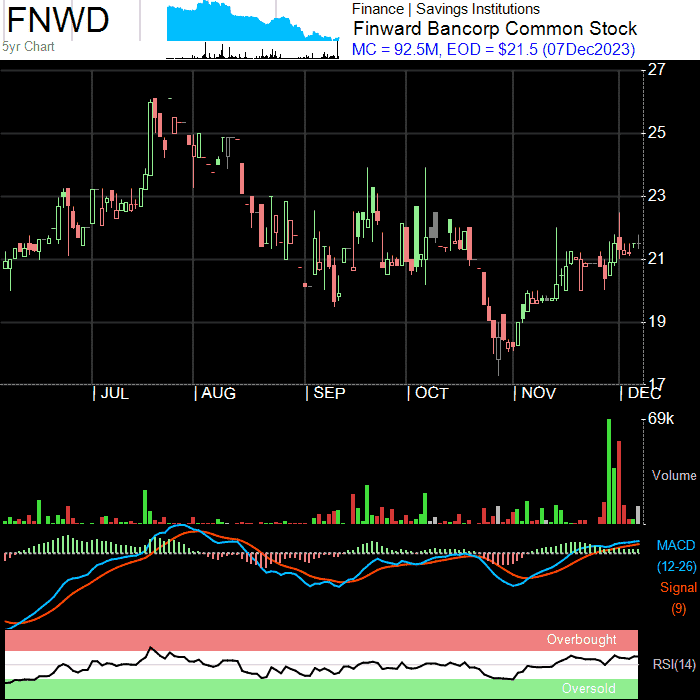 FNWD
5yr Chart
Finance | Savings Institutions
Finward Bancorp Common Stock
MC = 92.5M, EOD = $21.5 (07Dec2023)
27
25
23
21
19
17
| JUL | AUG | SEP | OCT | NOV | DEC
69k
Volume
MACD
(12-26)
Signal
(9)
Overbought
RSI(14)
Oversold